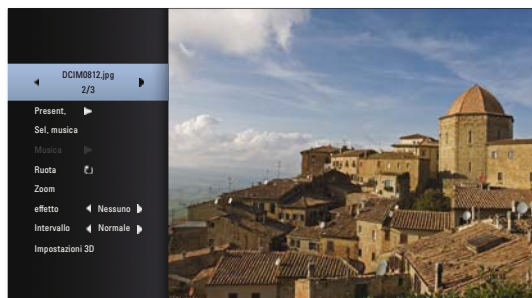 DCIM0812.jpg
2/3
Present.
Sel. musica
Musica
Ruota
Zoom
effetto Nessuno
Intervallo Normale
Impostazioni 3D